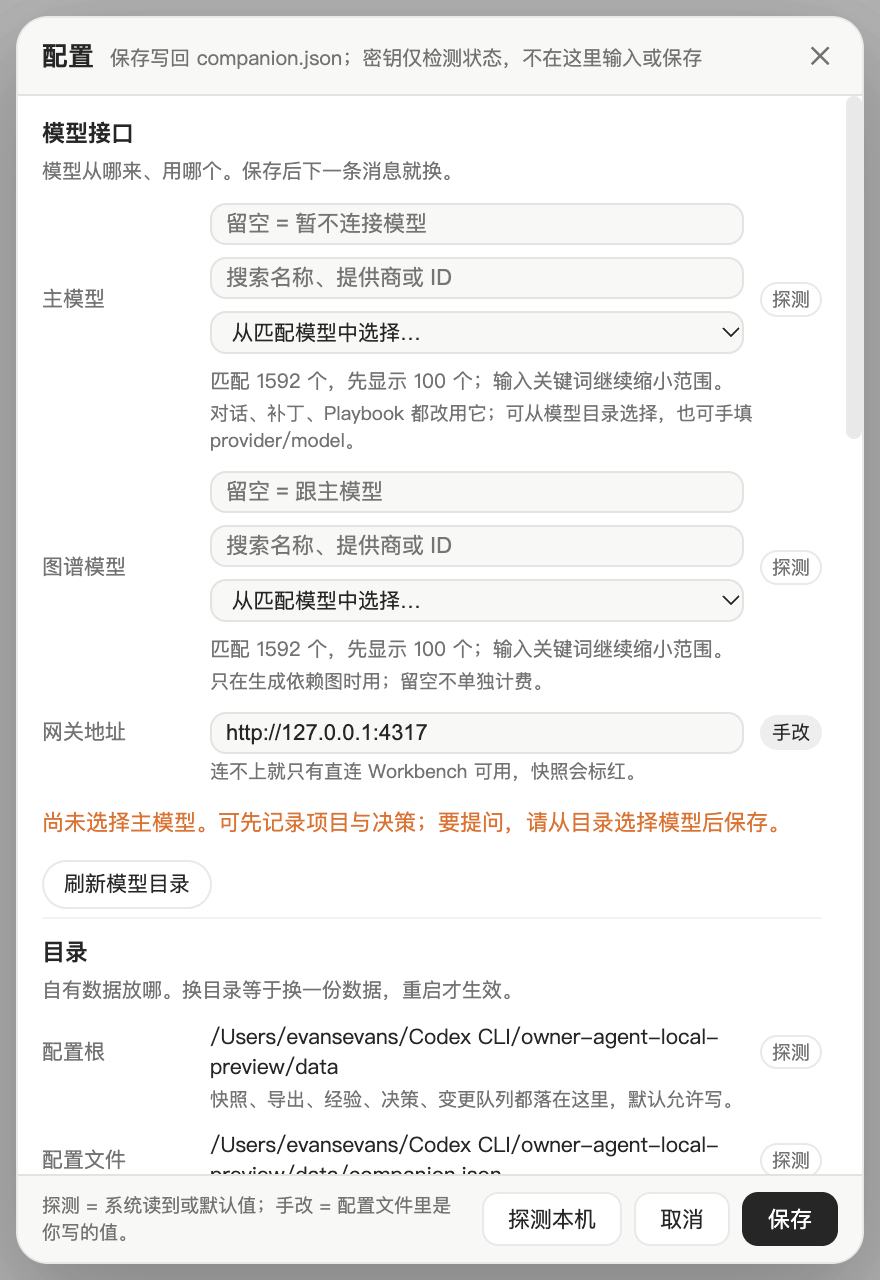 配置 保存写回 companion.json；密钥仅检测状态，不在这里输入或保存
模型接口
模型从哪来、用哪个。保存后下一条消息就换。
留空 = 暂不连接模型
搜索名称、提供商或 ID
主模型
探测
从匹配模型中选择...
匹配 1592 个，先显示 100 个；输入关键词继续缩小范围。
对话、补丁、Playbook 都改用它；可从模型目录选择，也可手填
provider/model。
留空 = 跟主模型
搜索名称、提供商或 ID
图谱模型
探测
从匹配模型中选择...
匹配 1592 个，先显示 100 个；输入关键词继续缩小范围。
只在生成依赖图时用；留空不单独计费。
网关地址
http://127.0.0.1:4317
手改
连不上就只有直连 Workbench 可用，快照会标红。
尚未选择主模型。可先记录项目与决策；要提问，请从目录选择模型后保存。
刷新模型目录
目录
自有数据放哪。换目录等于换一份数据，重启才生效。
配置根
/Users/evansevans/Codex CLI/owner-agent-local-
preview/data
探测
快照、导出、经验、决策、变更队列都落在这里，默认允许写。
配置文件
/Users/evansevans/Codex CLI/owner-agent-local-
preview/data/companion.json
探测
探测 = 系统读到或默认值；手改 = 配置文件里是
你写的值。
探测本机
取消
保存